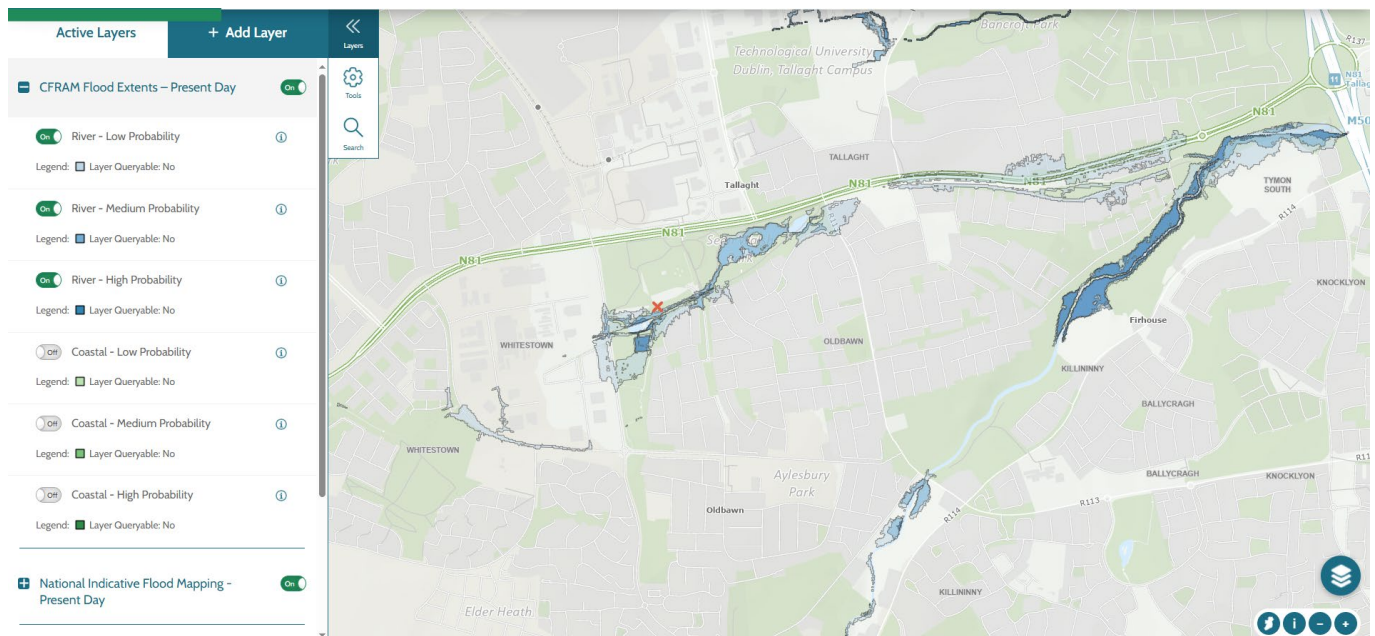 Active Layers
+ Add Layer
Layers
Tools
Search
CFRAM Flood Extents – Present Day
On
On
River - Low Probability
Legend: Layer Queryable: No
On
River - Medium Probability
Legend: Layer Queryable: No
On
River - High Probability
Legend: Layer Queryable: No
Off
Coastal - Low Probability
Legend: Layer Queryable: No
Off
Coastal - Medium Probability
Legend: Layer Queryable: No
Off
Coastal - High Probability
Legend: Layer Queryable: No
National Indicative Flood Mapping -
Present Day
On
Bancroft Park
Technological University
Dublin, Tallaght Campus
R137
11
N81
M50
N81
TALLAGHT
Tallaght
N81
N81
TYMON
SOUTH
R114
N81
N81
KNOCKLYON
Firhouse
WHITESTOWN
OLDBAWN
KILLININNY
BALLYCRAGH
WHITESTOWN
Aylesbury
Park
BALLYCRAGH
KNOCKLYON
R113
R114
Oldbawn
KILLININNY
Elder Heath